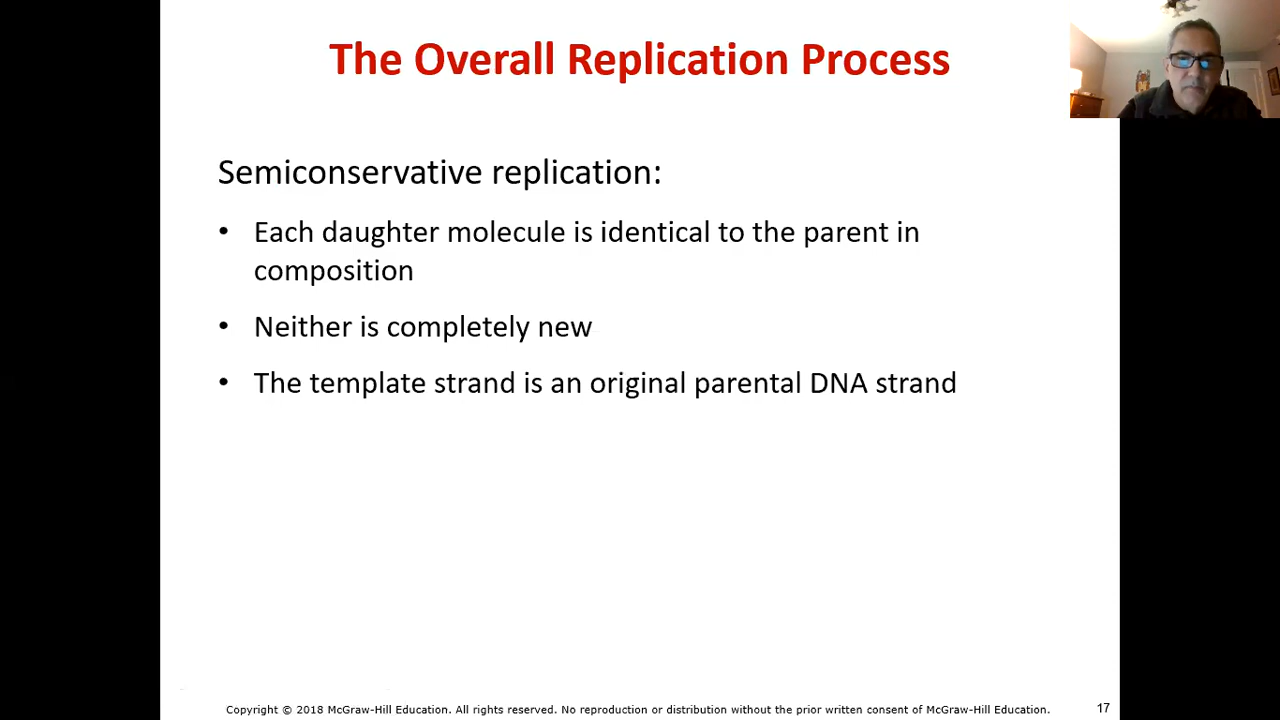 The Overall Replication Process
Semiconservative replication:
• Each daughter molecule is identical to the parent in
composition
• Neither is completely new
• The template strand is an original parental DNA strand
Copyright © 2018 McGraw-Hill Education. All rights reserved. No reproduction or distribution without the prior written consent of McGraw-Hill Education.
17